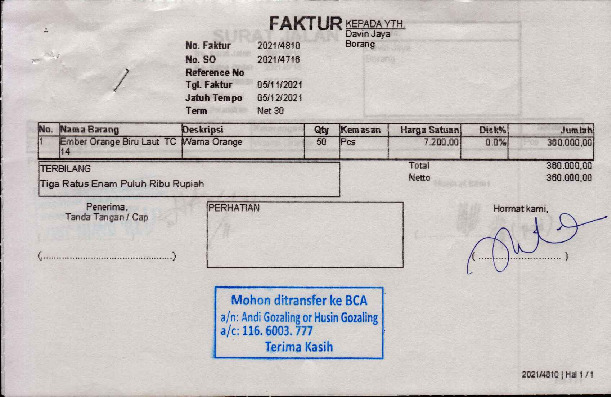 FAKTUR
KEPADA YTH.
Davin Jaya
Borang
No. Faktur 2021/4810
No. SO 2021/4716
Reference No
Tgl. Faktur 05/11/2021
Jatuh Tempo 05/12/2021
Term Net 30
No. Nama Barang Deskripsi Qty Kemasan Harga Satuan Disk% Jumlah
1 Ember Orange Biru Laut TC 14 Warna Orange 50 Pcs 7.200,00 0.0% 360.000,00
TERBILANG
Tiga Ratus Enam Puluh Ribu Rupiah
Total 360.000,00
Netto 360.000,00
Penerima,
Tanda Tangan / Cap
PERHATIAN
Hormat kami,
(....................................)
( ........................ )
Mohon ditransfer ke BCA
a/n: Andi Gozaling or Husin Gozaling
a/c: 116. 6003. 777
Terima Kasih
2021/4810 | Hal 1 / 1